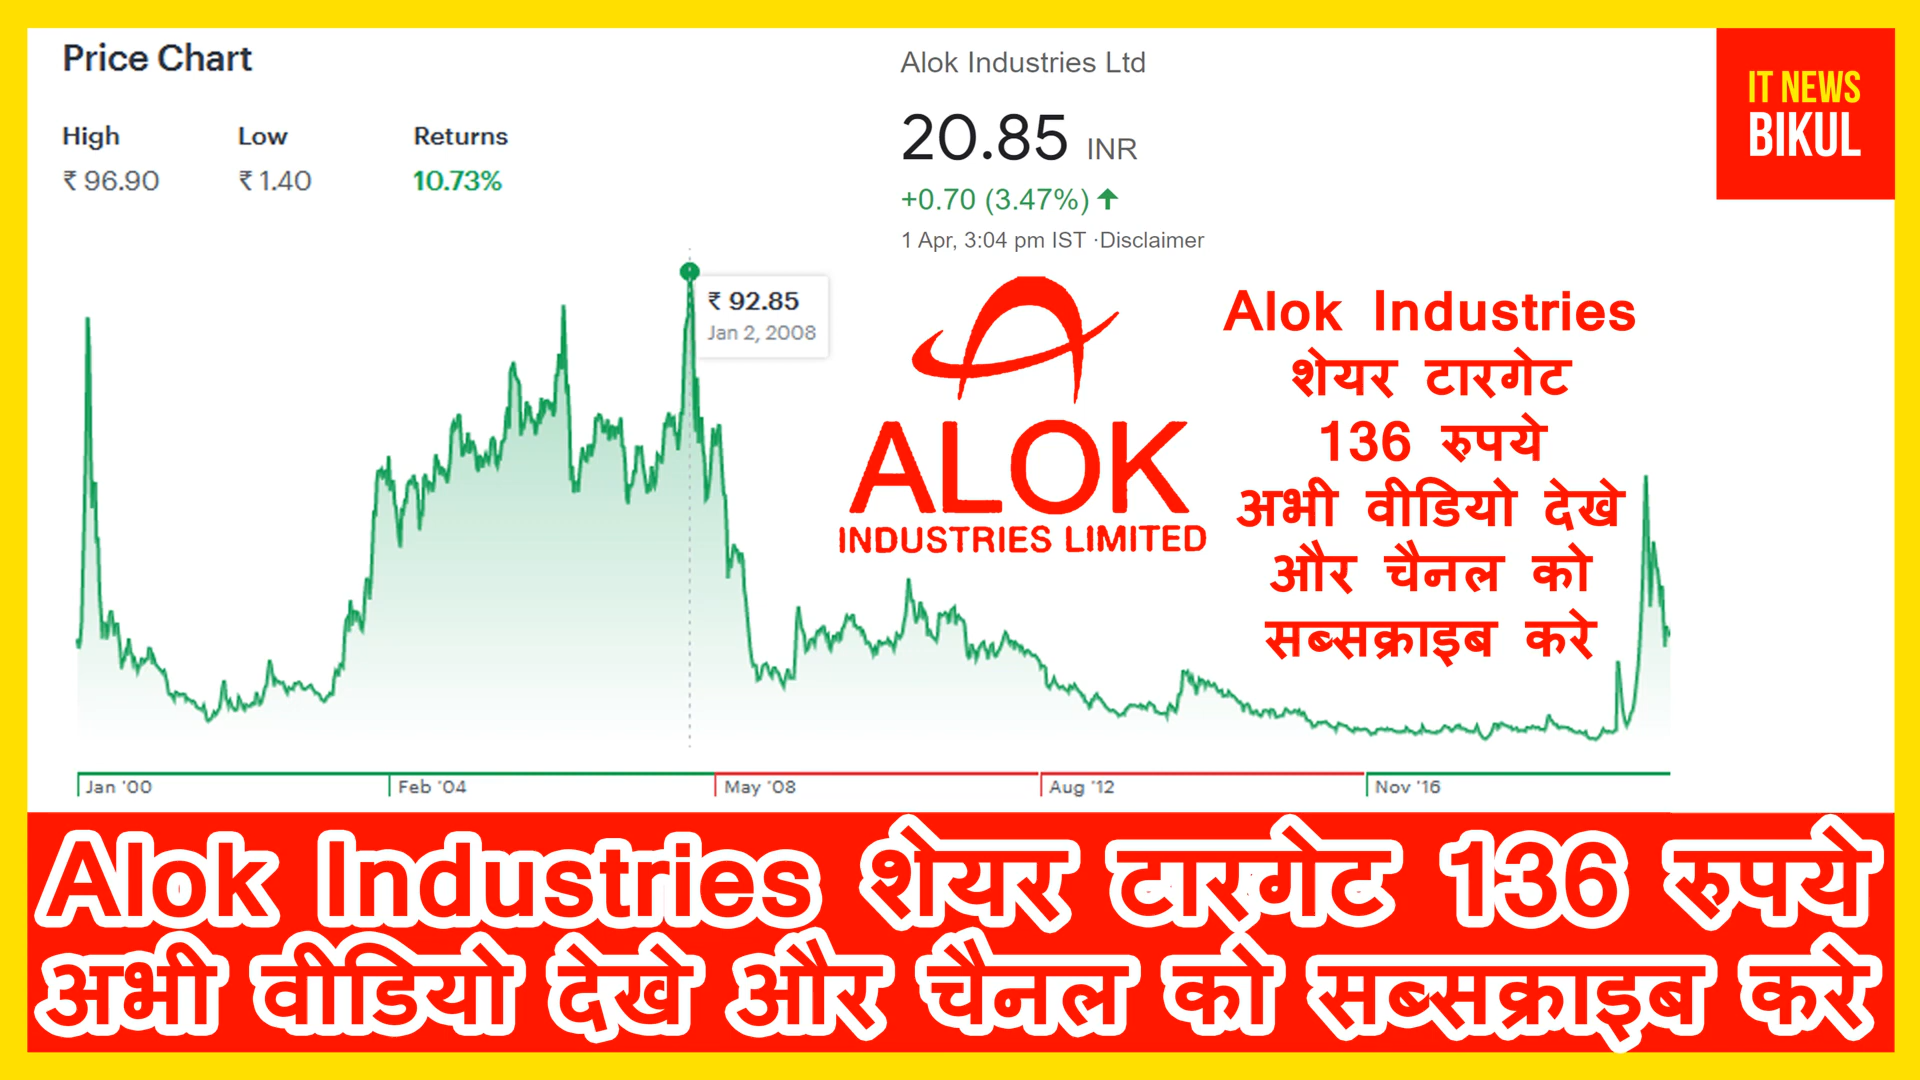 Price Chart
High Low Returns
₹ 96.90 ₹ 1.40 10.73%
Alok Industries Ltd
20.85 INR
+0.70 (3.47%) ↑
1 Apr, 3:04 pm IST ·Disclaimer
IT NEWS
BIKUL
₹ 92.85
Jan 2, 2008
ALOK
INDUSTRIES LIMITED
Alok Industries
शेयर टारगेट
136 रुपये
अभी वीडियो देखे
और चैनल को
सब्सक्राइब करे
Jan '00 Feb '04 May '08 Aug '12 Nov '16
Alok Industries शेयर टारगेट 136 रुपये
अभी वीडियो देखे और चैनल को सब्सक्राइब करे